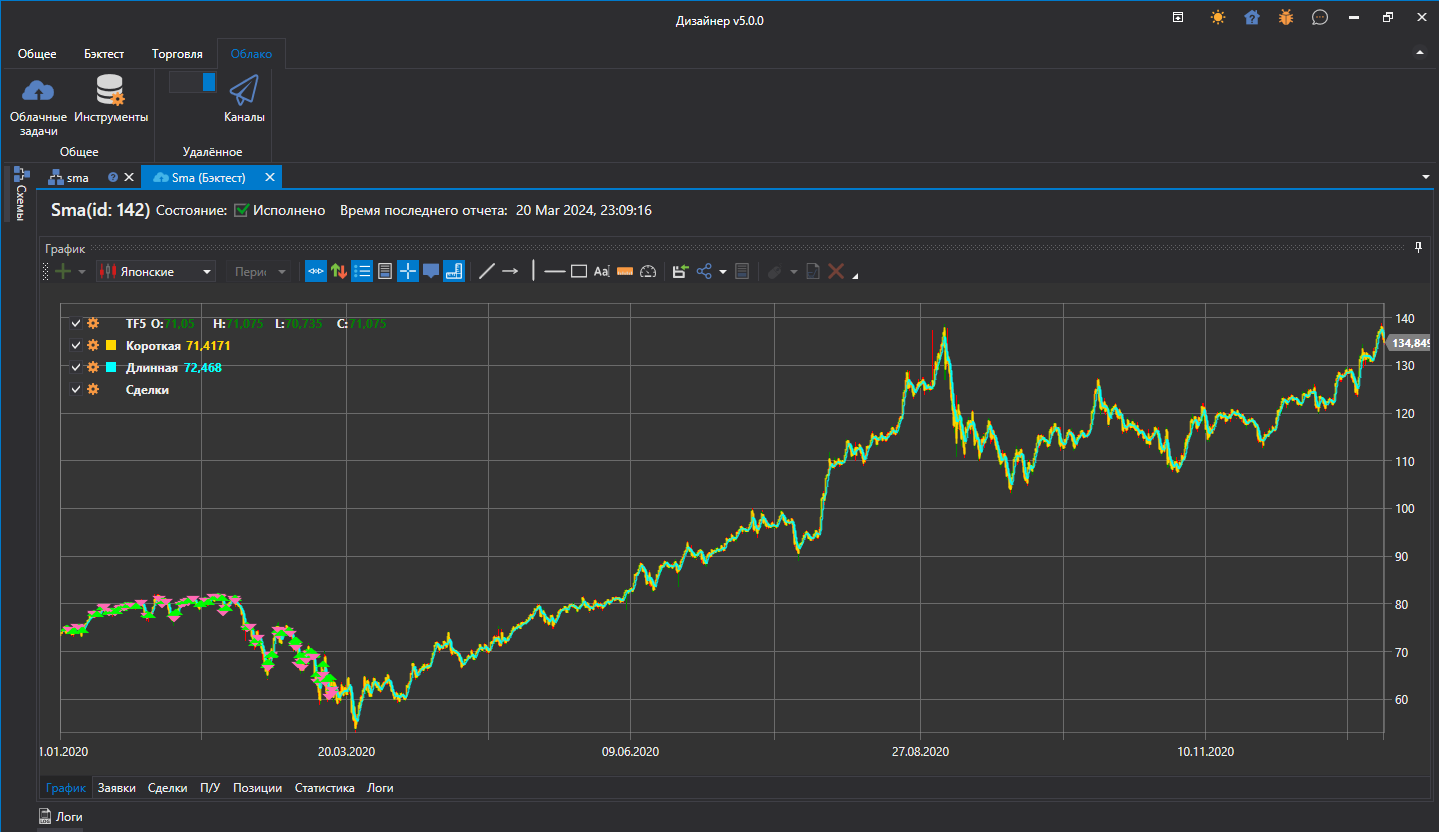 Дизайнер v5.0.0
Общее Бэктест Торговля Облако
Облачные задачи Инструменты Каналы
Общее Удалённое
Схемы
sma Sma (Бэктест)
Sma(id: 142) Состояние: Исполнено Время последнего отчета: 20 Mar 2024, 23:09:16
График
Японские Пери Aa
TF5 O:71,05 H:71,075 L:70,735 C:71,075
Короткая 71,4171
Длинная 72,468
Сделки
140
134,849
130
120
110
100
90
80
70
60
1.01.2020 20.03.2020 09.06.2020 27.08.2020 10.11.2020
График Заявки Сделки П/У Позиции Статистика Логи
Логи